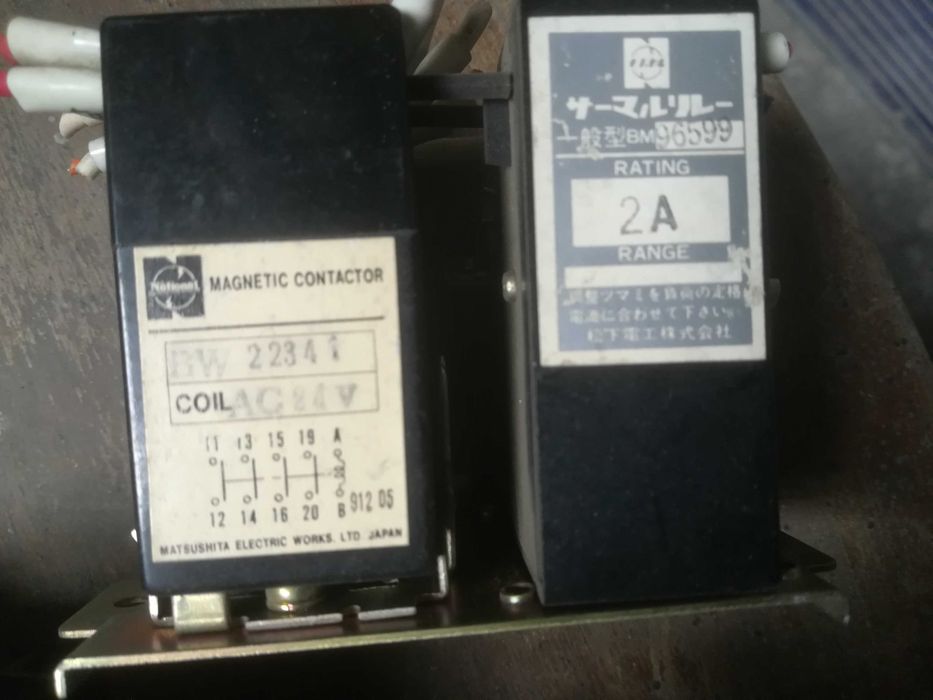 National
MAGNETIC CONTACTOR
BW 22341
COIL AC 24 V
11 13 15 19 A
12 14 16 20 B
912 05
MATSUSHITA ELECTRIC WORKS. LTD. JAPAN
サーマルリレー
一般型BM 96599
RATING
2A
RANGE
調整ツマミを負荷の定格
電流に合わせて下さい。
松下電工株式会社